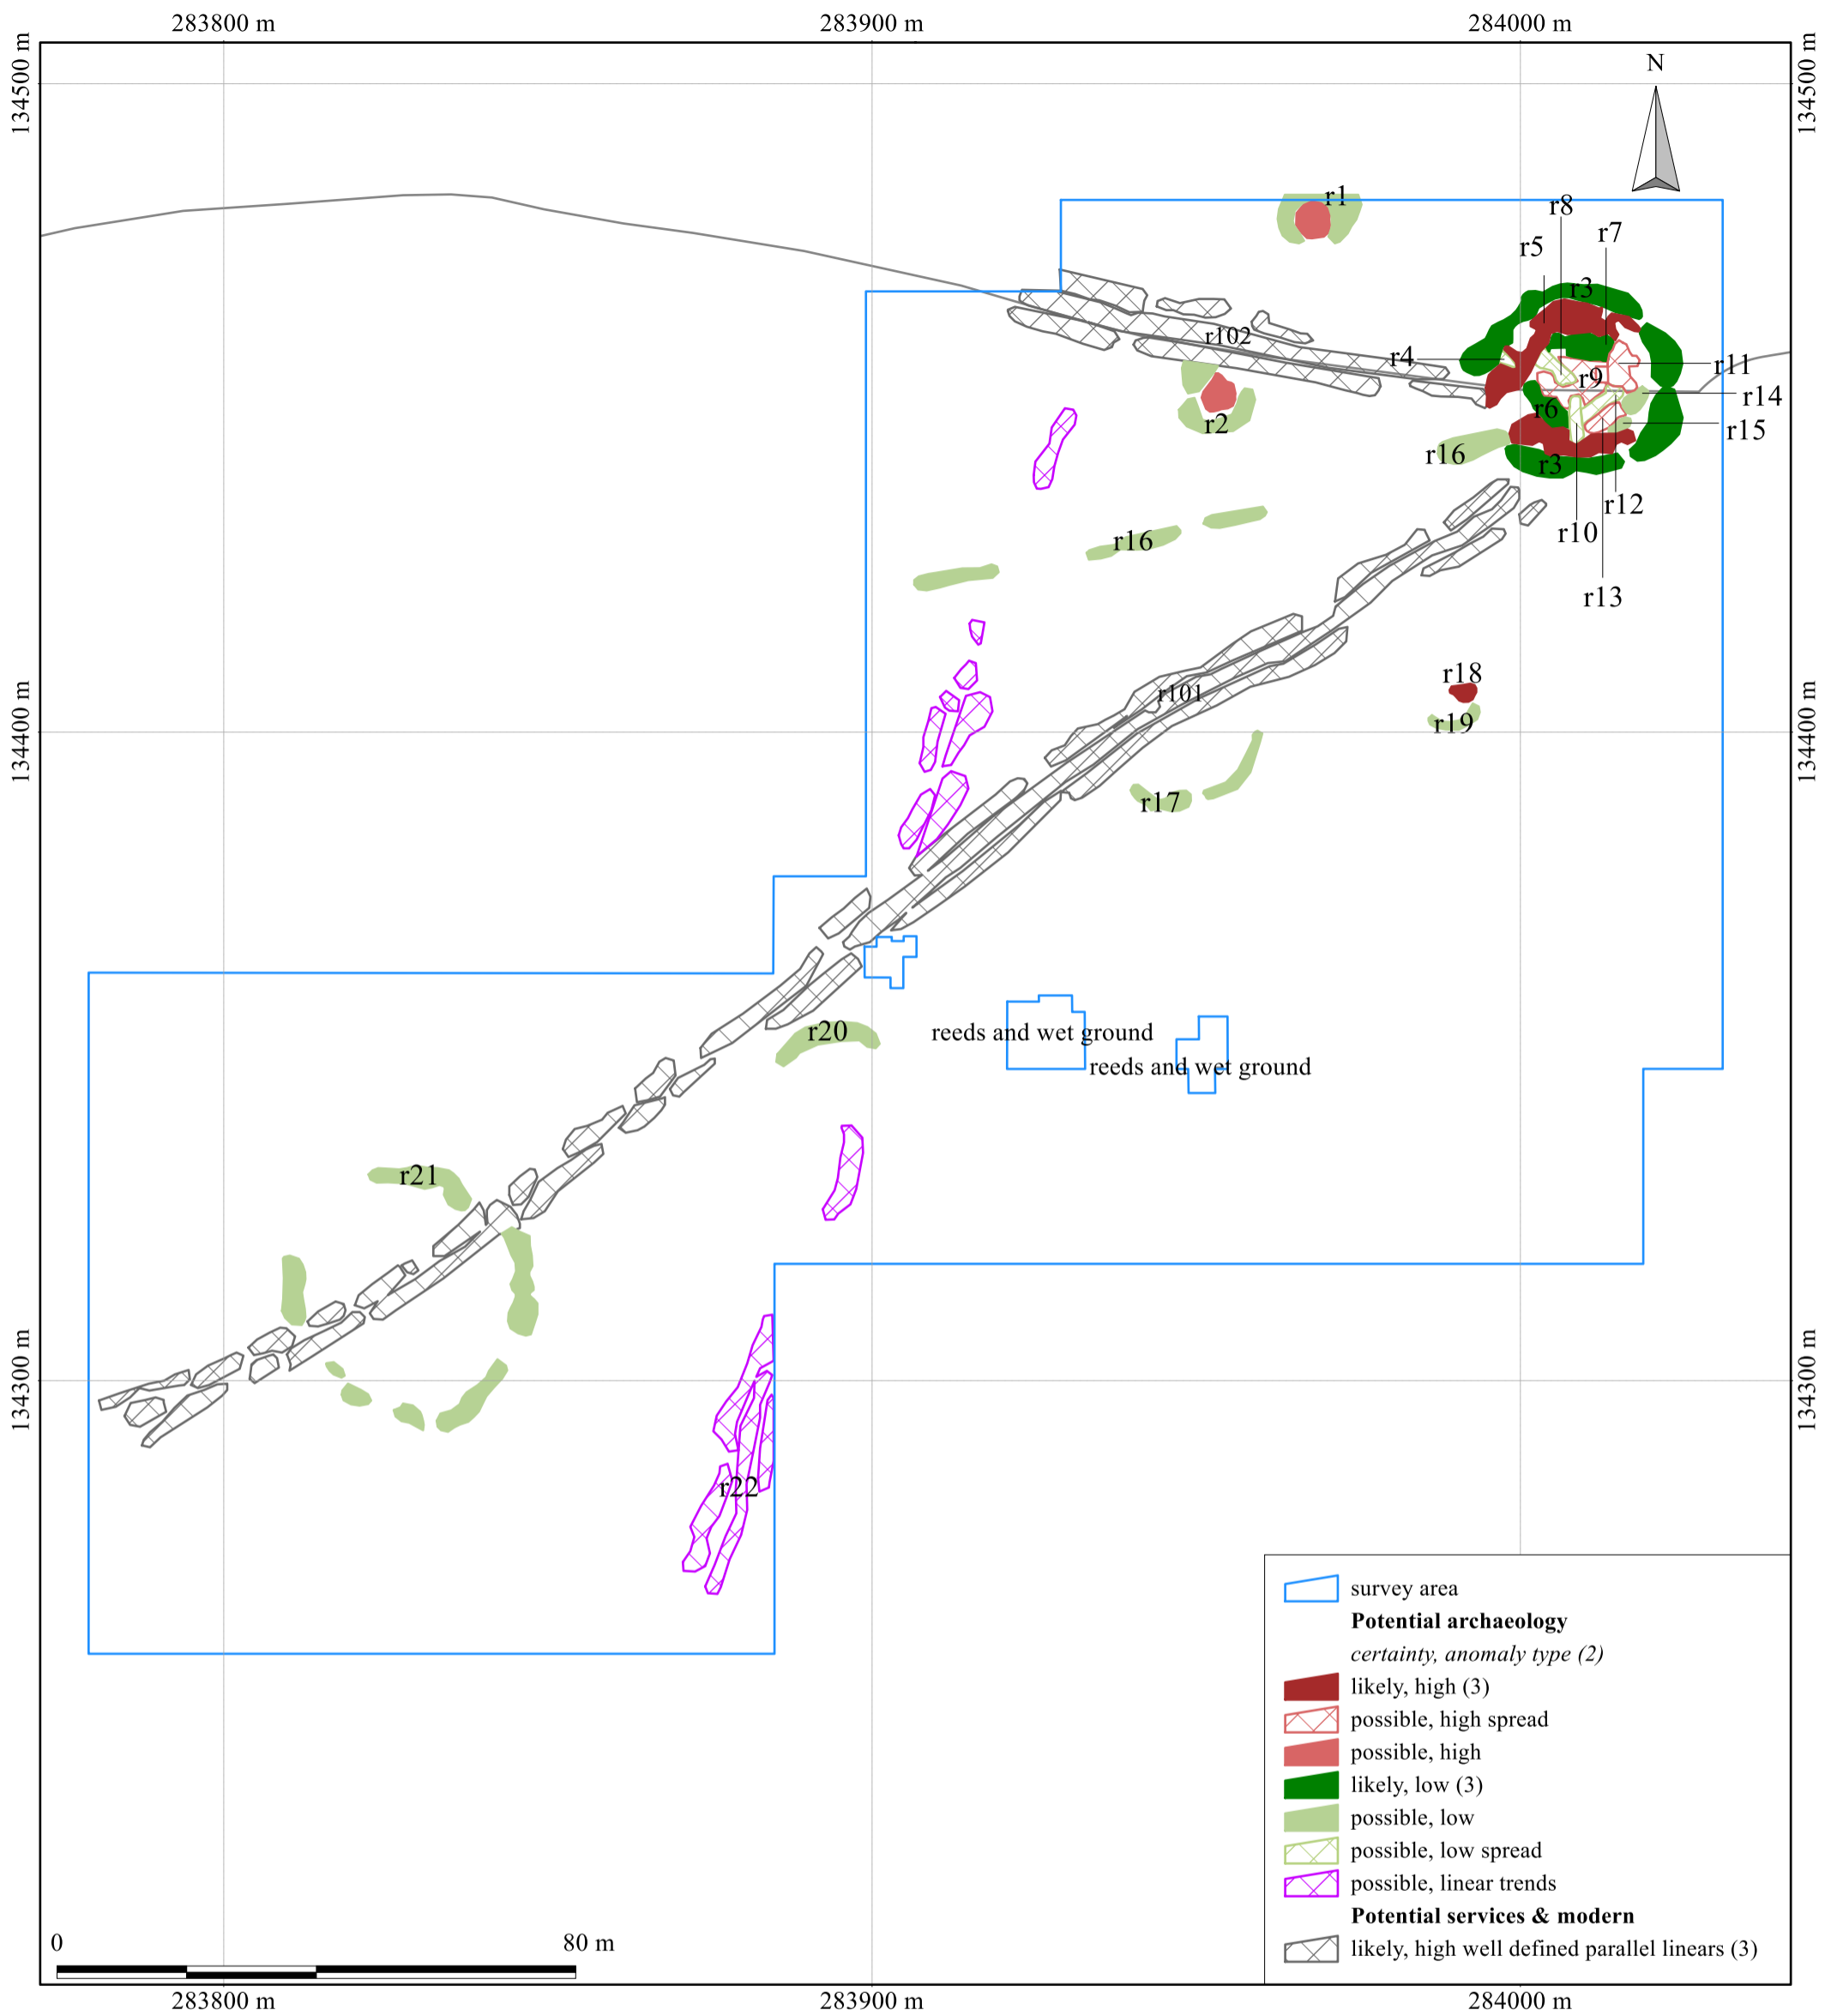 283800 m
283900 m
284000 m
134500 m
134500 m
N
r1
r8
r7
r5
r3
r102
r4
r11
r9
r14
r6
r2
r15
r16
r3
r12
r10
r16
r13
r18
r101
r19
134400 m
134400 m
r17
r20
reeds and wet ground
reeds and wet ground
r21
134300 m
134300 m
r22
survey area
Potential archaeology
certainty, anomaly type (2)
likely, high (3)
possible, high spread
possible, high
likely, low (3)
possible, low
possible, low spread
possible, linear trends
Potential services & modern
likely, high well defined parallel linears (3)
0
80 m
283800 m
283900 m
284000 m